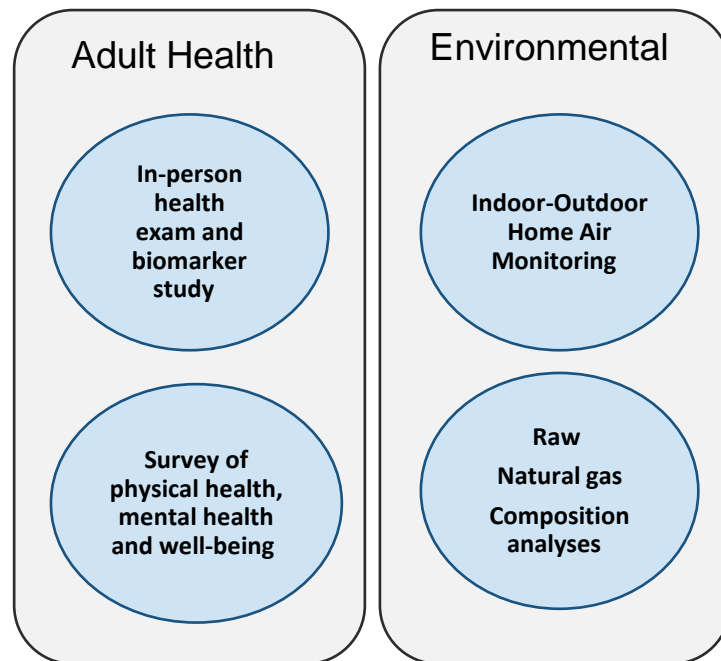 Adult Health
In-person
health
exam and
biomarker
study
Survey of
physical health,
mental health
and well-being
Environmental
Indoor-Outdoor
Home Air
Monitoring
Raw
Natural gas
Composition
analyses